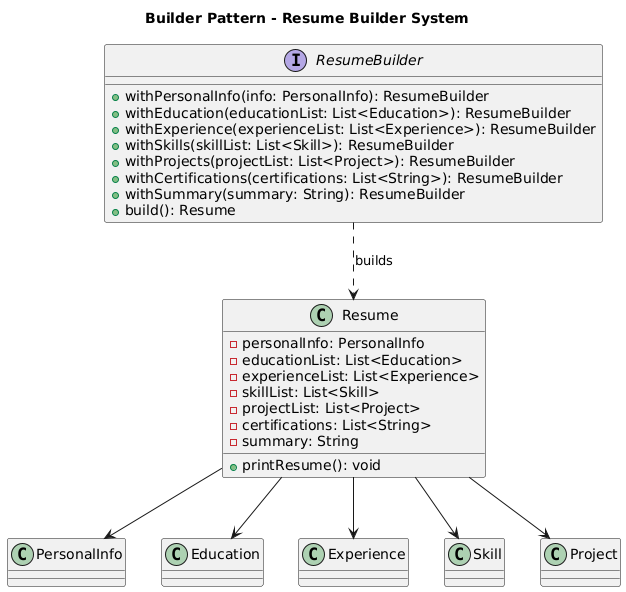 Builder Pattern - Resume Builder System
I ResumeBuilder
withPersonalInfo(info: PersonalInfo): ResumeBuilder
withEducation(educationList: List<Education>): ResumeBuilder
withExperience(experienceList: List<Experience>): ResumeBuilder
withSkills(skillList: List<Skill>): ResumeBuilder
withProjects(projectList: List<Project>): ResumeBuilder
withCertifications(certifications: List<String>): ResumeBuilder
withSummary(summary: String): ResumeBuilder
build(): Resume
builds
C Resume
personalInfo: PersonalInfo
educationList: List<Education>
experienceList: List<Experience>
skillList: List<Skill>
projectList: List<Project>
certifications: List<String>
summary: String
printResume(): void
C PersonalInfo
C Education
C Experience
C Skill
C Project